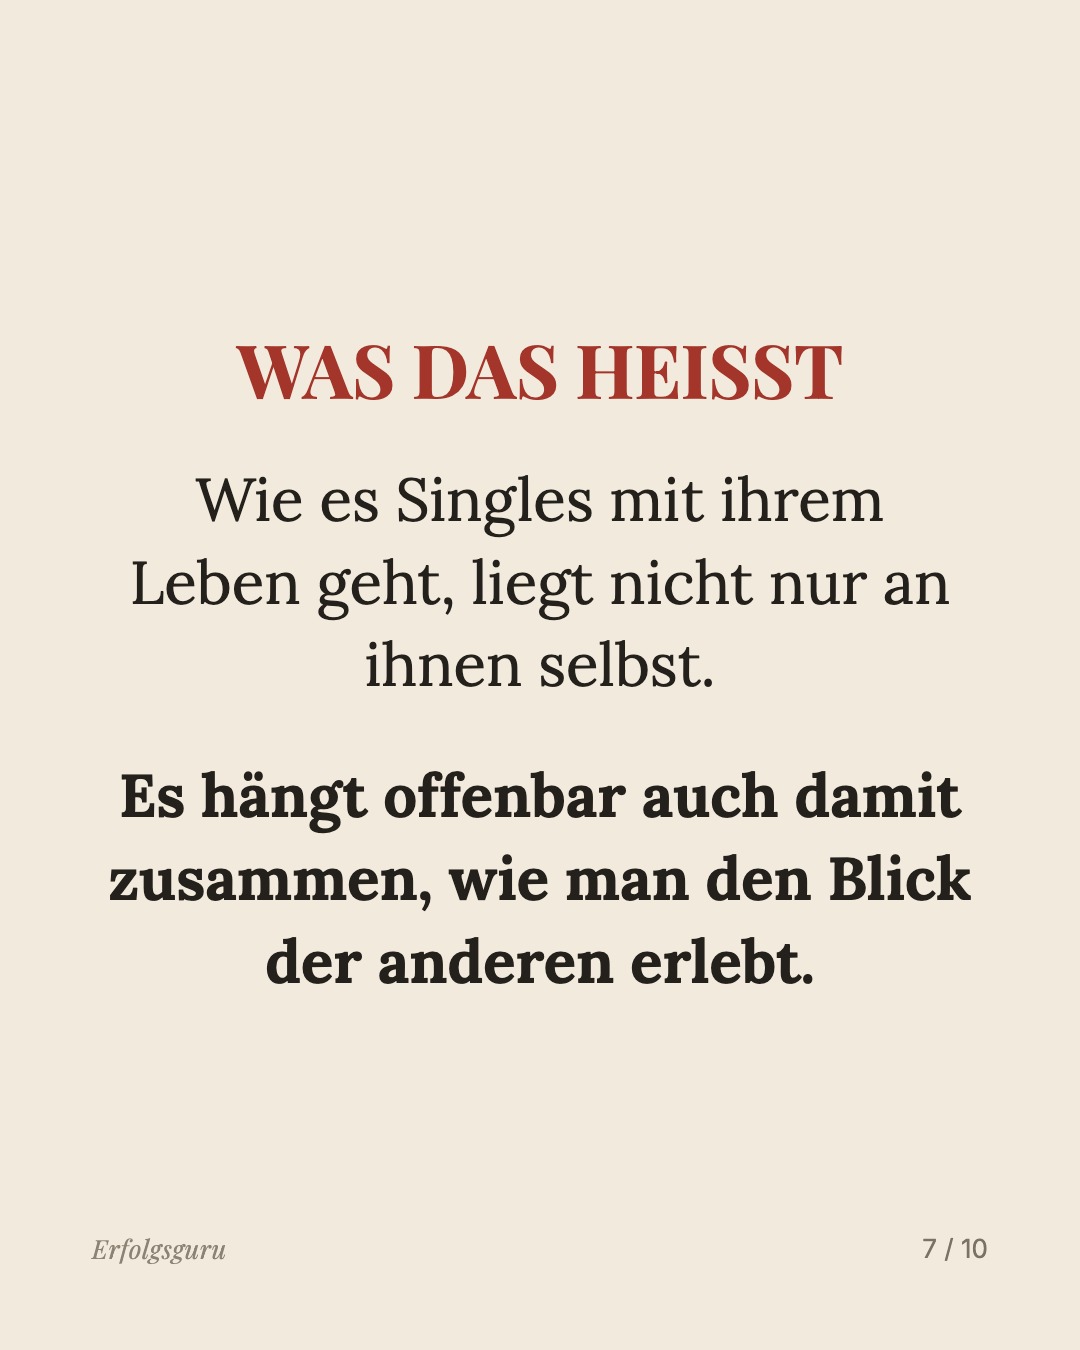 WAS DAS HEISST
Wie es Singles mit ihrem
Leben geht, liegt nicht nur an
ihnen selbst.
Es hängt offenbar auch damit
zusammen, wie man den Blick
der anderen erlebt.
Erfolgsguru
7 / 10